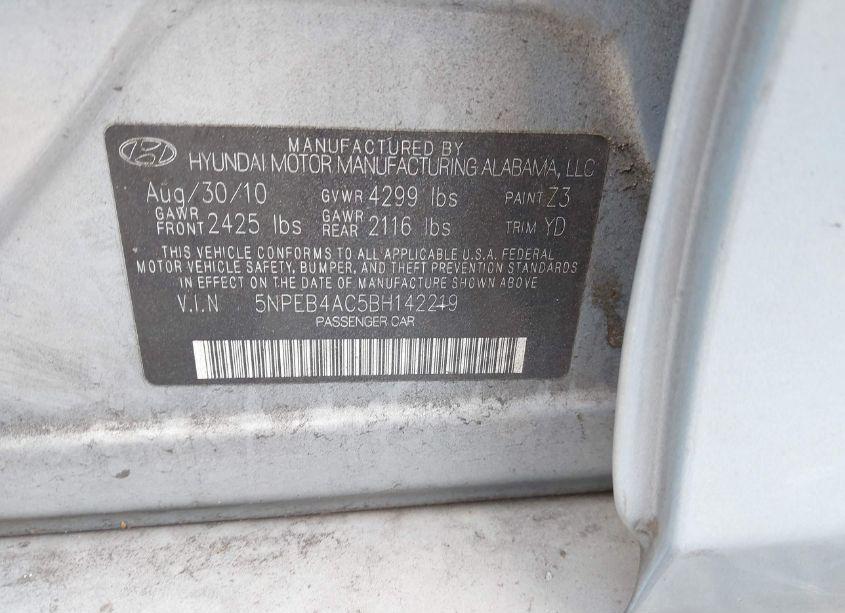 MANUFACTURED BY
HYUNDAI MOTOR MANUFACTURING ALABAMA, LLC
Aug/30/10 GVWR 4299 lbs PAINT Z3
GAWR FRONT 2425 lbs GAWR REAR 2116 lbs TRIM YD
THIS VEHICLE CONFORMS TO ALL APPLICABLE U.S.A. FEDERAL
MOTOR VEHICLE SAFETY, BUMPER, AND THEFT PREVENTION STANDARDS
IN EFFECT ON THE DATE OF MANUFACTURE SHOWN ABOVE
V.I.N 5NPEB4AC5BH142219
PASSENGER CAR